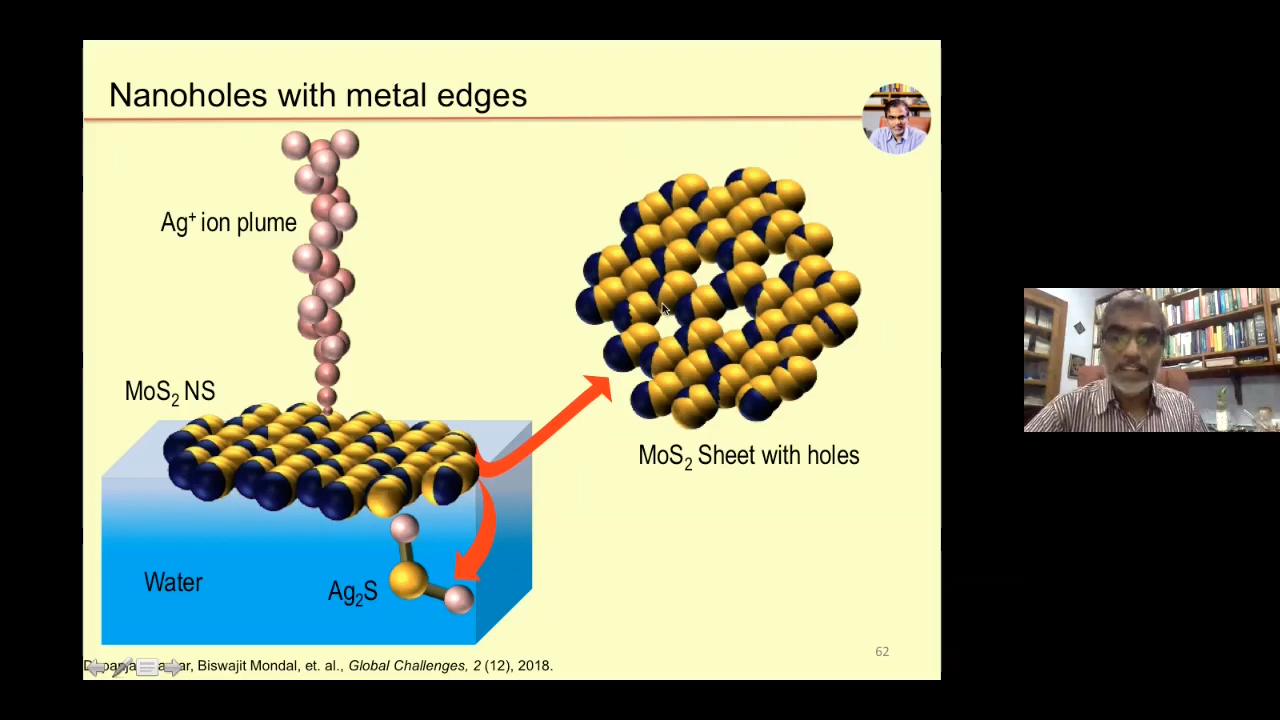 Nanoholes with metal edges
Ag⁺ ion plume
MoS₂ NS
MoS₂ Sheet with holes
Water
Ag₂S
62
Biswajit Mondal, et. al., Global Challenges, 2 (12), 2018.